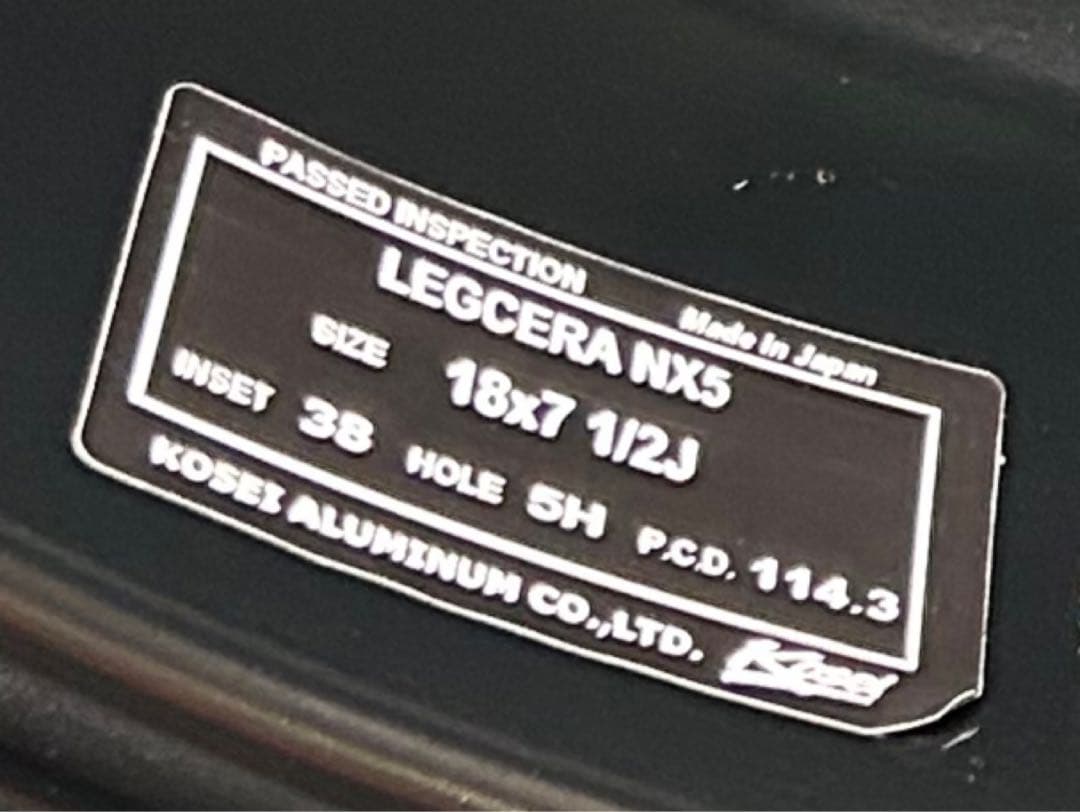 PASSED INSPECTION Made in Japan
LEGCERA NX5
SIZE 18x7 1/2J
INSET 38 HOLE 5H P.C.D. 114.3
KOSEI ALUMINUM CO.,LTD.